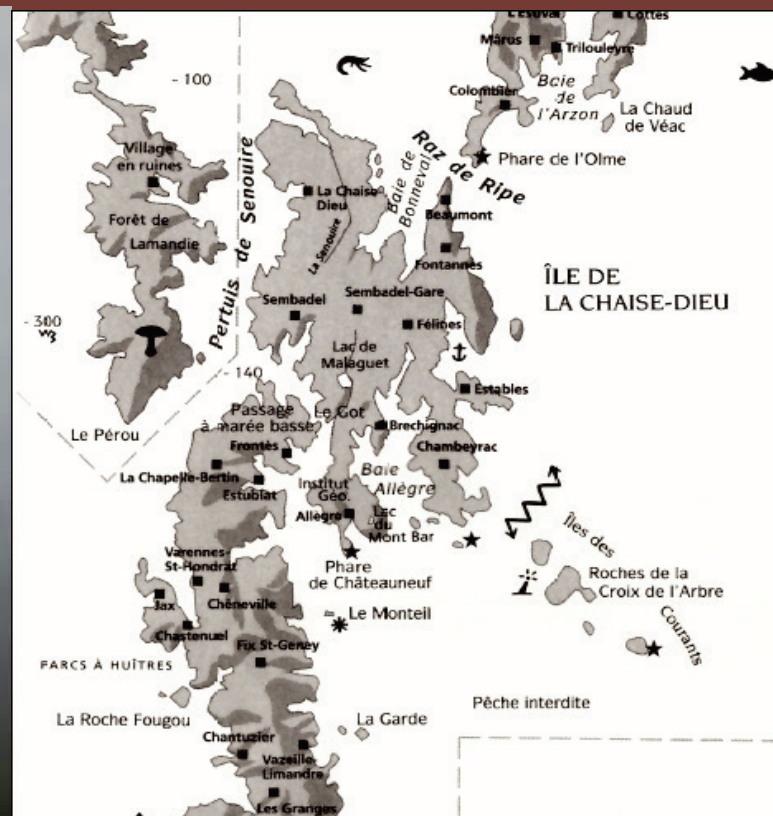 L'Estival
Cottes
Mârus
Trilouleyre
- 100
Colombier
Baie
de
l'Arzon
La Chaud
de Véac
Village
en ruines
Raz de Ripe
Phare de l'Olme
Pertuis de Senouire
La Chaise
Dieu
Baie de
Bonneval
Beaumont
Forêt de
Lamandie
La Senouire
Fontannes
ÎLE DE
LA CHAISE-DIEU
Sembadel
Sembadel-Gare
Félines
- 300
Lac de
Malaguet
- 140
Estables
Passage
à marée basse
Le Got
Le Pérou
Brechignac
Frontès
Chambeyrac
La Chapelle-Bertin
Estublat
Baie
Allègre
Institut
Géo.
Allègre
Lac
du
Mont Bar
Îles des
Courants
Varennes-
St-Hondrat
Phare
de Châteauneuf
Roches de la
Croix de l'Arbre
Jax
Chèneville
Le Monteil
Chastenuel
Fix St-Geney
PARCS À HUÎTRES
Pêche interdite
La Roche Fougou
La Garde
Chantuzier
Vazeille-
Limandre
Les Granges